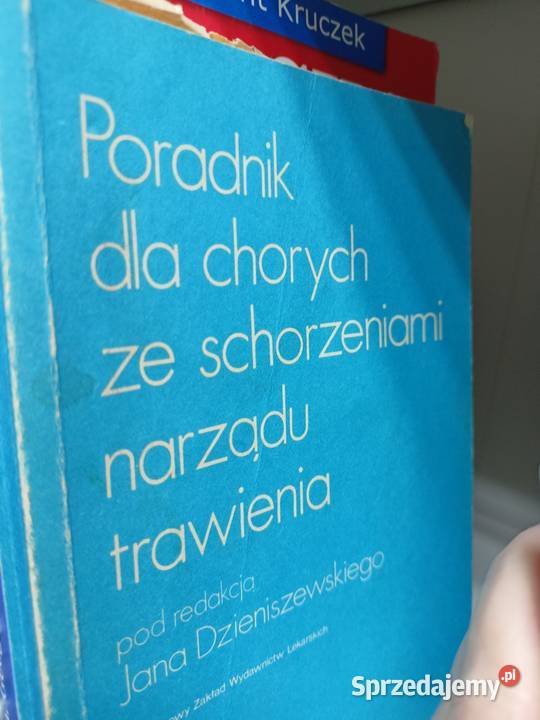 Kruczek
Poradnik
dla chorych
ze schorzeniami
narządu
trawienia
pod redakcją
Jana Dzieniszewskiego
Zakład Wydawnictw Lekarskich
Sprzedajemy.pl